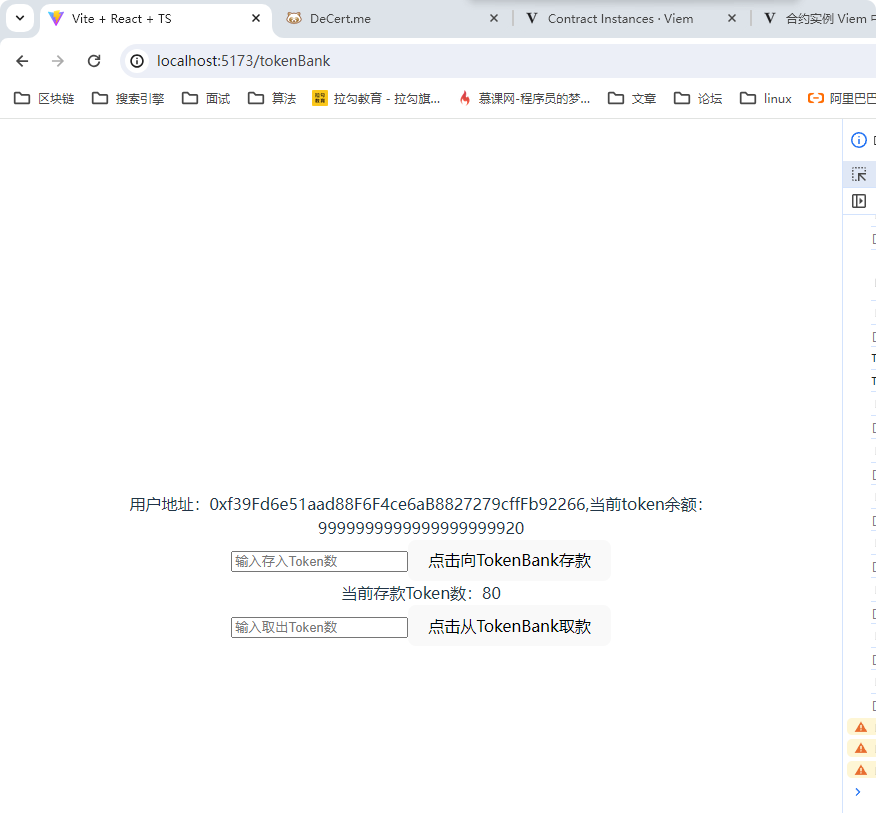 Vite + React + TS
DeCert.me
Contract Instances · Viem
合约实例 Viem
localhost:5173/tokenBank
区块链
搜索引擎
面试
算法
拉勾教育 - 拉勾旗...
慕课网-程序员的梦...
文章
论坛
linux
阿里巴巴
用户地址：0xf39Fd6e51aad88F6F4ce6aB8827279cffFb92266,当前token余额：
9999999999999999999920
输入存入Token数
点击向TokenBank存款
当前存款Token数：80
输入取出Token数
点击从TokenBank取款